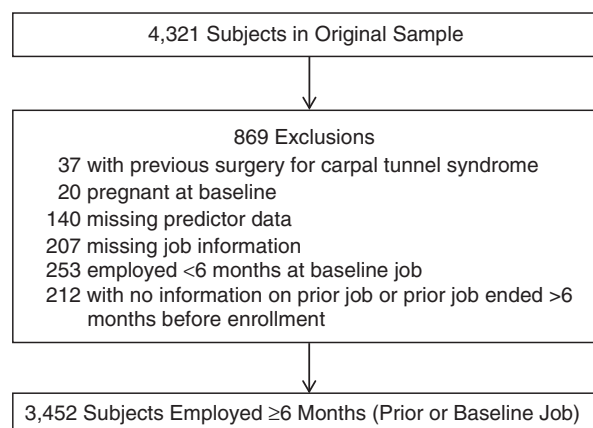 4,321 Subjects in Original Sample
869 Exclusions
37 with previous surgery for carpal tunnel syndrome
20 pregnant at baseline
140 missing predictor data
207 missing job information
253 employed <6 months at baseline job
212 with no information on prior job or prior job ended >6
months before enrollment
3,452 Subjects Employed ≥6 Months (Prior or Baseline Job)